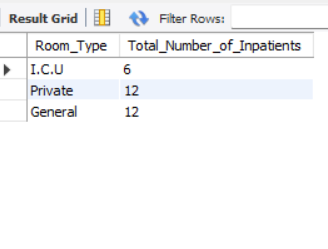 Result Grid Filter Rows:
Room_Type Total_Number_of_Inpatients
I.C.U 6
Private 12
General 12